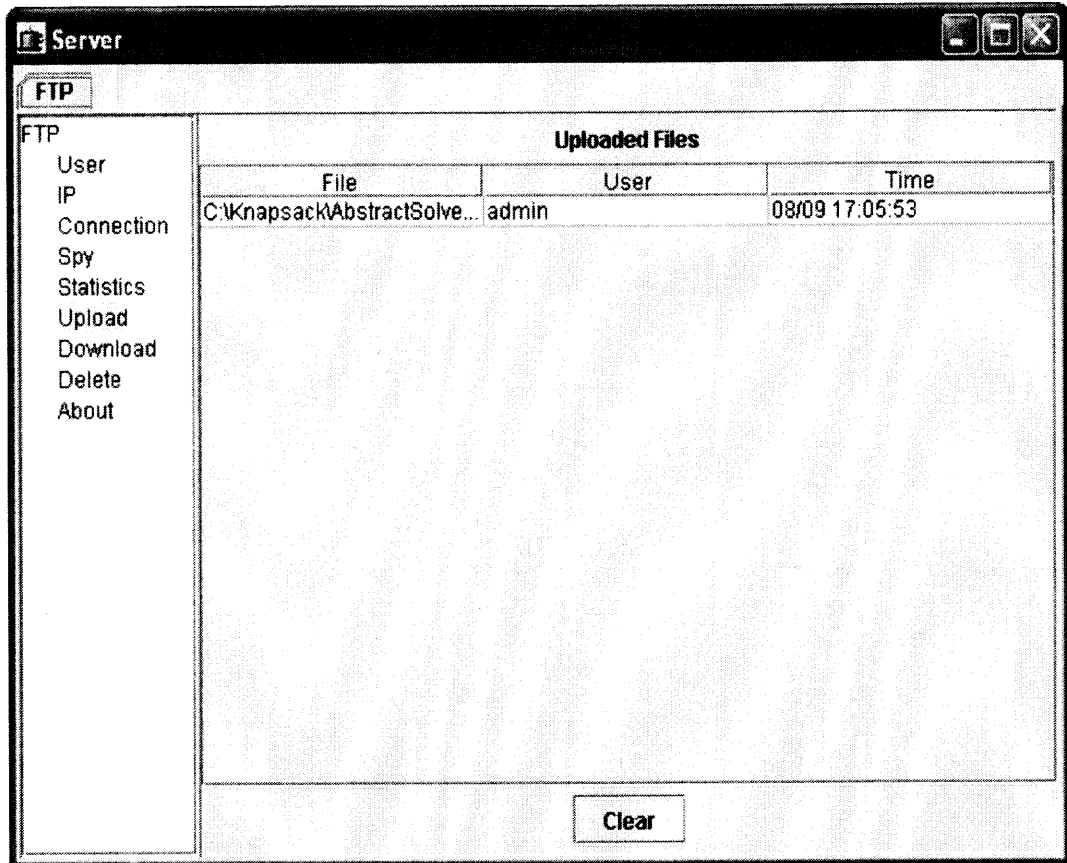 Server
FTP
FTP
User
IP
Connection
Spy
Statistics
Upload
Download
Delete
About
Uploaded Files
File User Time
C:\Knapsack\AbstractSolve... admin 08/09 17:05:53
Clear